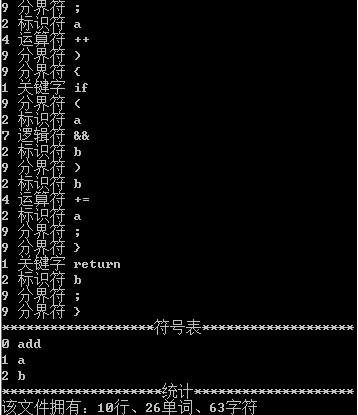 9 分界符 ;
2 标识符 a
4 运算符 ++
9 分界符 )
9 分界符 {
1 关键字 if
9 分界符 (
2 标识符 a
7 逻辑符 &&
2 标识符 b
9 分界符 )
2 标识符 b
4 运算符 +=
2 标识符 a
9 分界符 ;
9 分界符 }
1 关键字 return
2 标识符 b
9 分界符 ;
9 分界符 }
*******************符号表*******************
0 add
1 a
2 b
********************统计********************
该文件拥有：10行、26单词、63字符